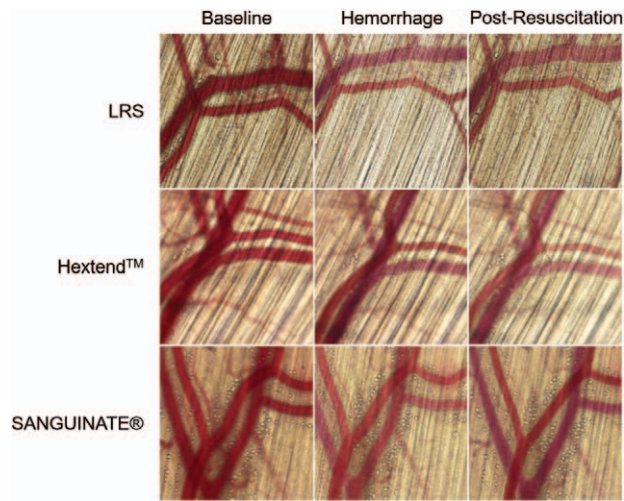 Baseline Hemorrhage Post-Resuscitation
LRS
Hextend™
SANGUINATE®